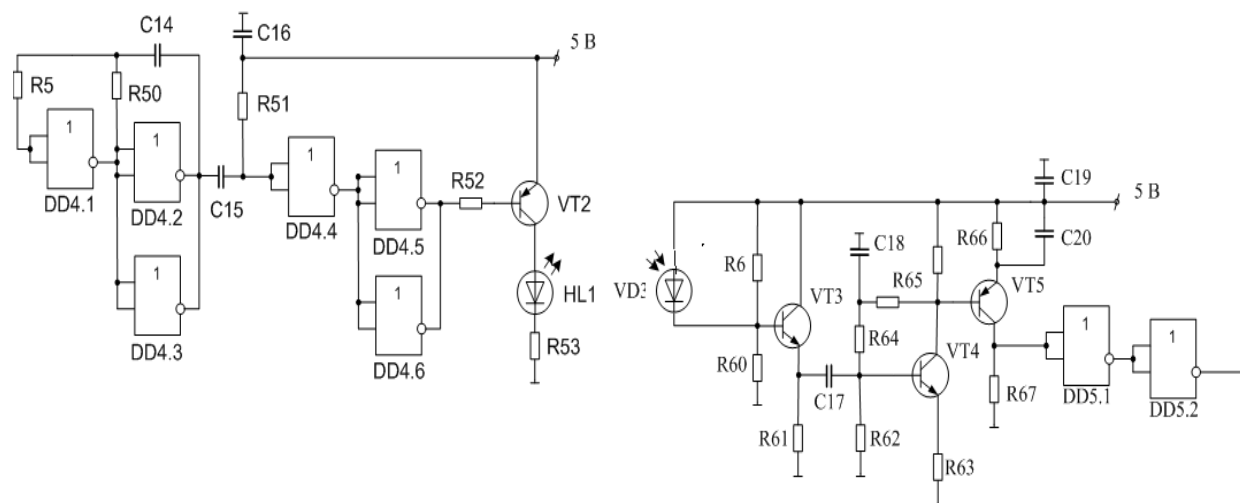 C14
C16
5 В
R5
R50
R51
1
1
1
1
R52
C15
VT2
DD4.1
DD4.2
DD4.4
DD4.5
1
1
HL1
DD4.3
DD4.6
R53
C19
5 В
C18
R66
C20
R6
R65
VD3
VT3
VT5
R64
1
1
R60
VT4
C17
R67
DD5.1
DD5.2
R61
R62
R63